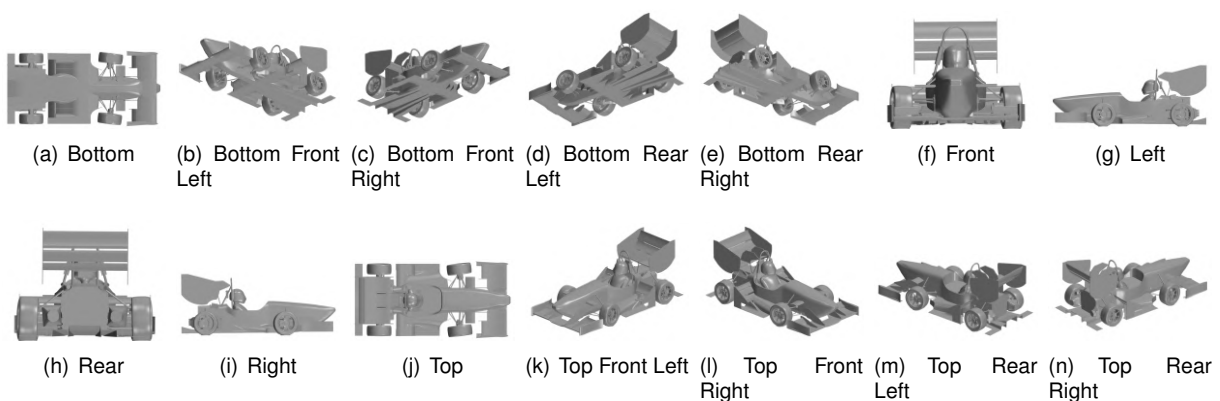 (a) Bottom
(b) Bottom Front
Left
(c) Bottom Front
Right
(d) Bottom Rear
Left
(e) Bottom Rear
Right
(f) Front
(g) Left
(h) Rear
(i) Right
(j) Top
(k) Top Front Left
(l) Top Front
Right
(m) Top Rear
Left
(n) Top Rear
Right